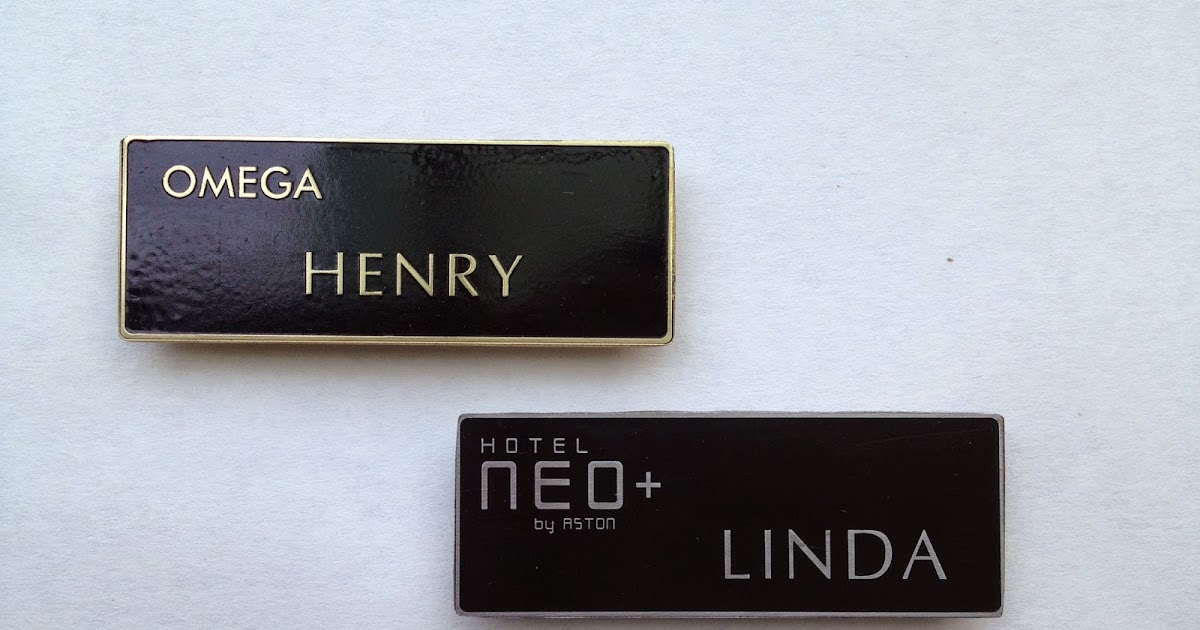 OMEGA
HENRY
HOTEL
NEO+
by ASTON
LINDA